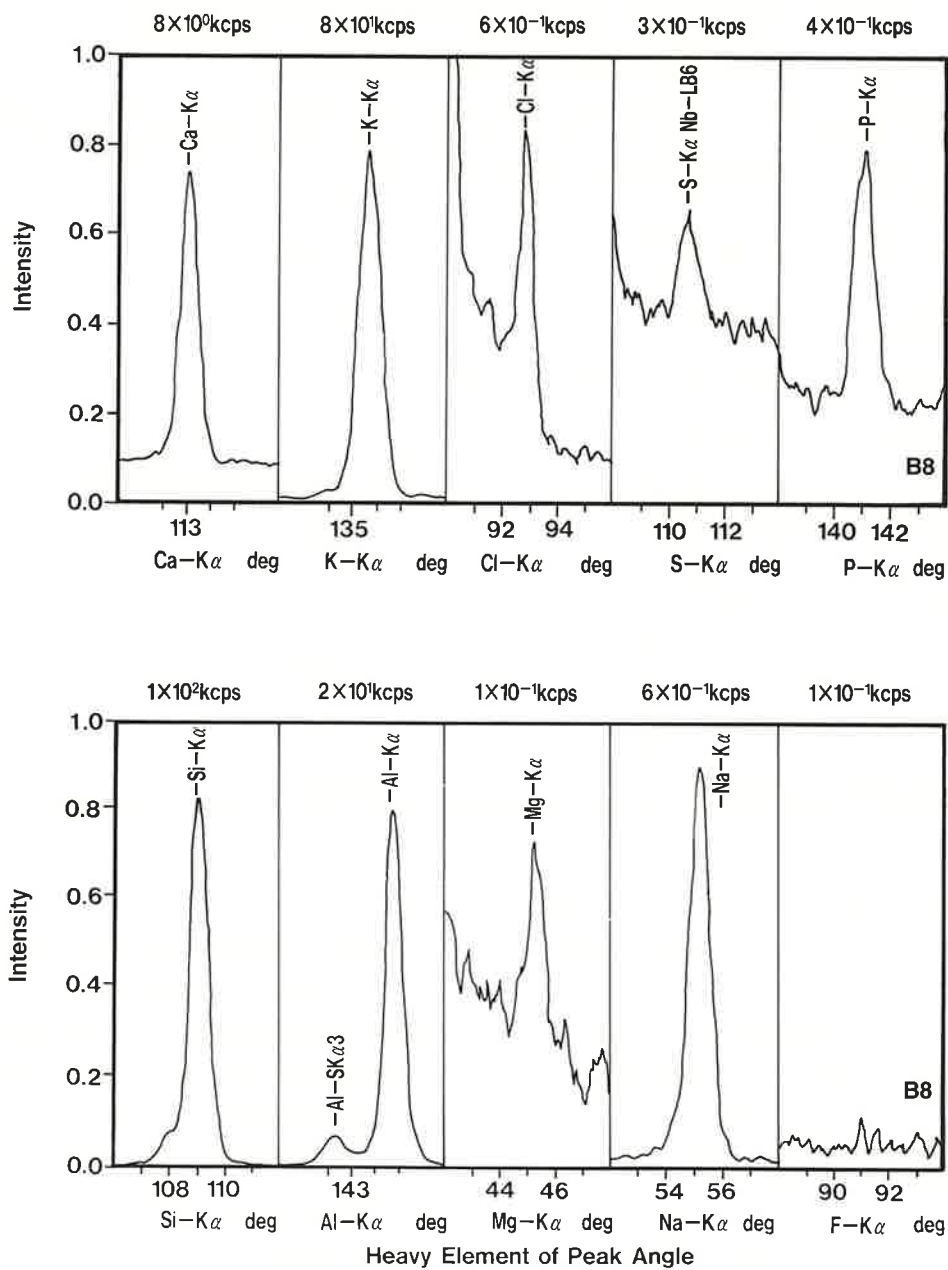 8×10⁰kcps 8×10¹kcps 6×10⁻¹kcps 3×10⁻¹kcps 4×10⁻¹kcps
1.0
0.8
0.6
0.4
0.2
0.0
Intensity
–Ca–Kα
–K–Kα
–Cl–Kα
–S–Kα Nb–LB6
–P–Kα
B8
113 135 92 94 110 112 140 142
Ca–Kα deg K–Kα deg Cl–Kα deg S–Kα deg P–Kα deg
1×10²kcps 2×10¹kcps 1×10⁻¹kcps 6×10⁻¹kcps 1×10⁻¹kcps
1.0
0.8
0.6
0.4
0.2
0.0
Intensity
–Si–Kα
–Al–SKα3
–Al–Kα
–Mg–Kα
–Na–Kα
B8
108 110 143 44 46 54 56 90 92
Si–Kα deg Al–Kα deg Mg–Kα deg Na–Kα deg F–Kα deg
Heavy Element of Peak Angle